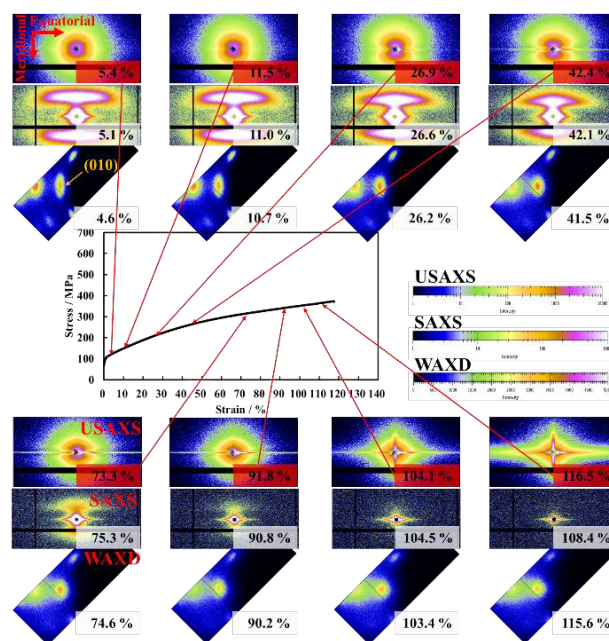 Meridional
Equatorial
5.4 %
11.5 %
26.9 %
42.4 %
5.1 %
11.0 %
26.6 %
42.1 %
(010)
4.6 %
10.7 %
26.2 %
41.5 %
Stress / MPa
700
600
500
400
300
200
100
0
0 10 20 30 40 50 60 70 80 90 100 110 120 130 140
Strain / %
USAXS
Intensity
SAXS
Intensity
WAXD
Intensity
USAXS
73.3 %
91.8 %
104.1 %
116.5 %
SAXS
75.3 %
90.8 %
104.5 %
108.4 %
WAXD
74.6 %
90.2 %
103.4 %
115.6 %